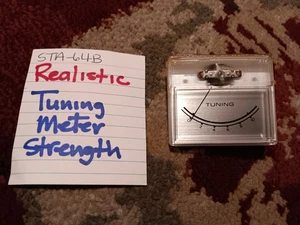 STA-64B
Realistic
Tuning
Meter
Strength
TUNING